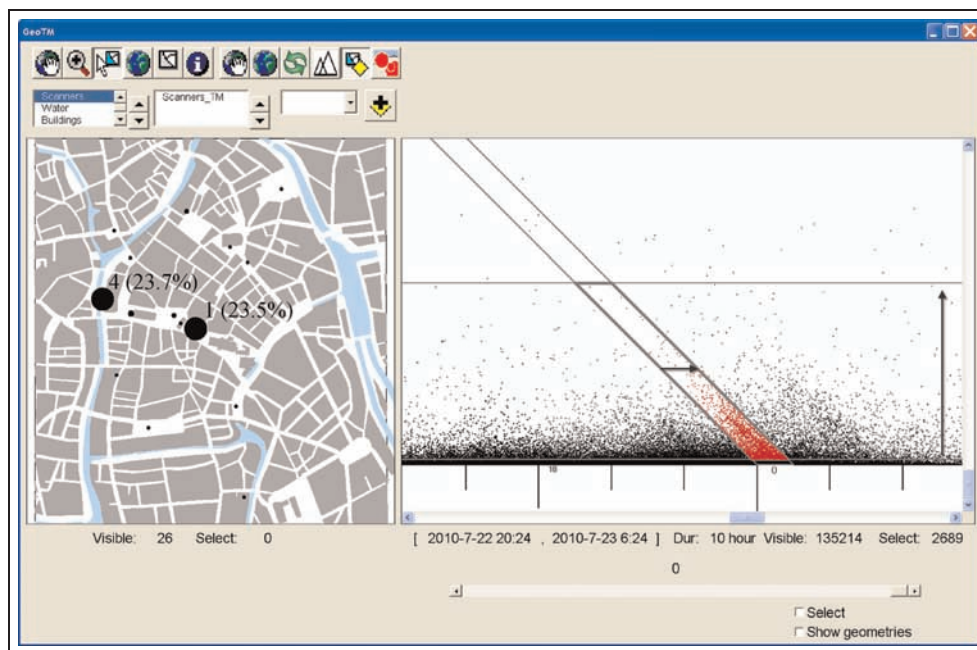 GeoTM
Scanners
Water
Buildings
Scanners_TM
4 (23.7%)
1 (23.5%)
18
0
Visible: 26 Select: 0
[ 2010-7-22 20:24 , 2010-7-23 6:24 ] Dur: 10 hour Visible: 135214 Select: 2689
0
Select
Show geometries